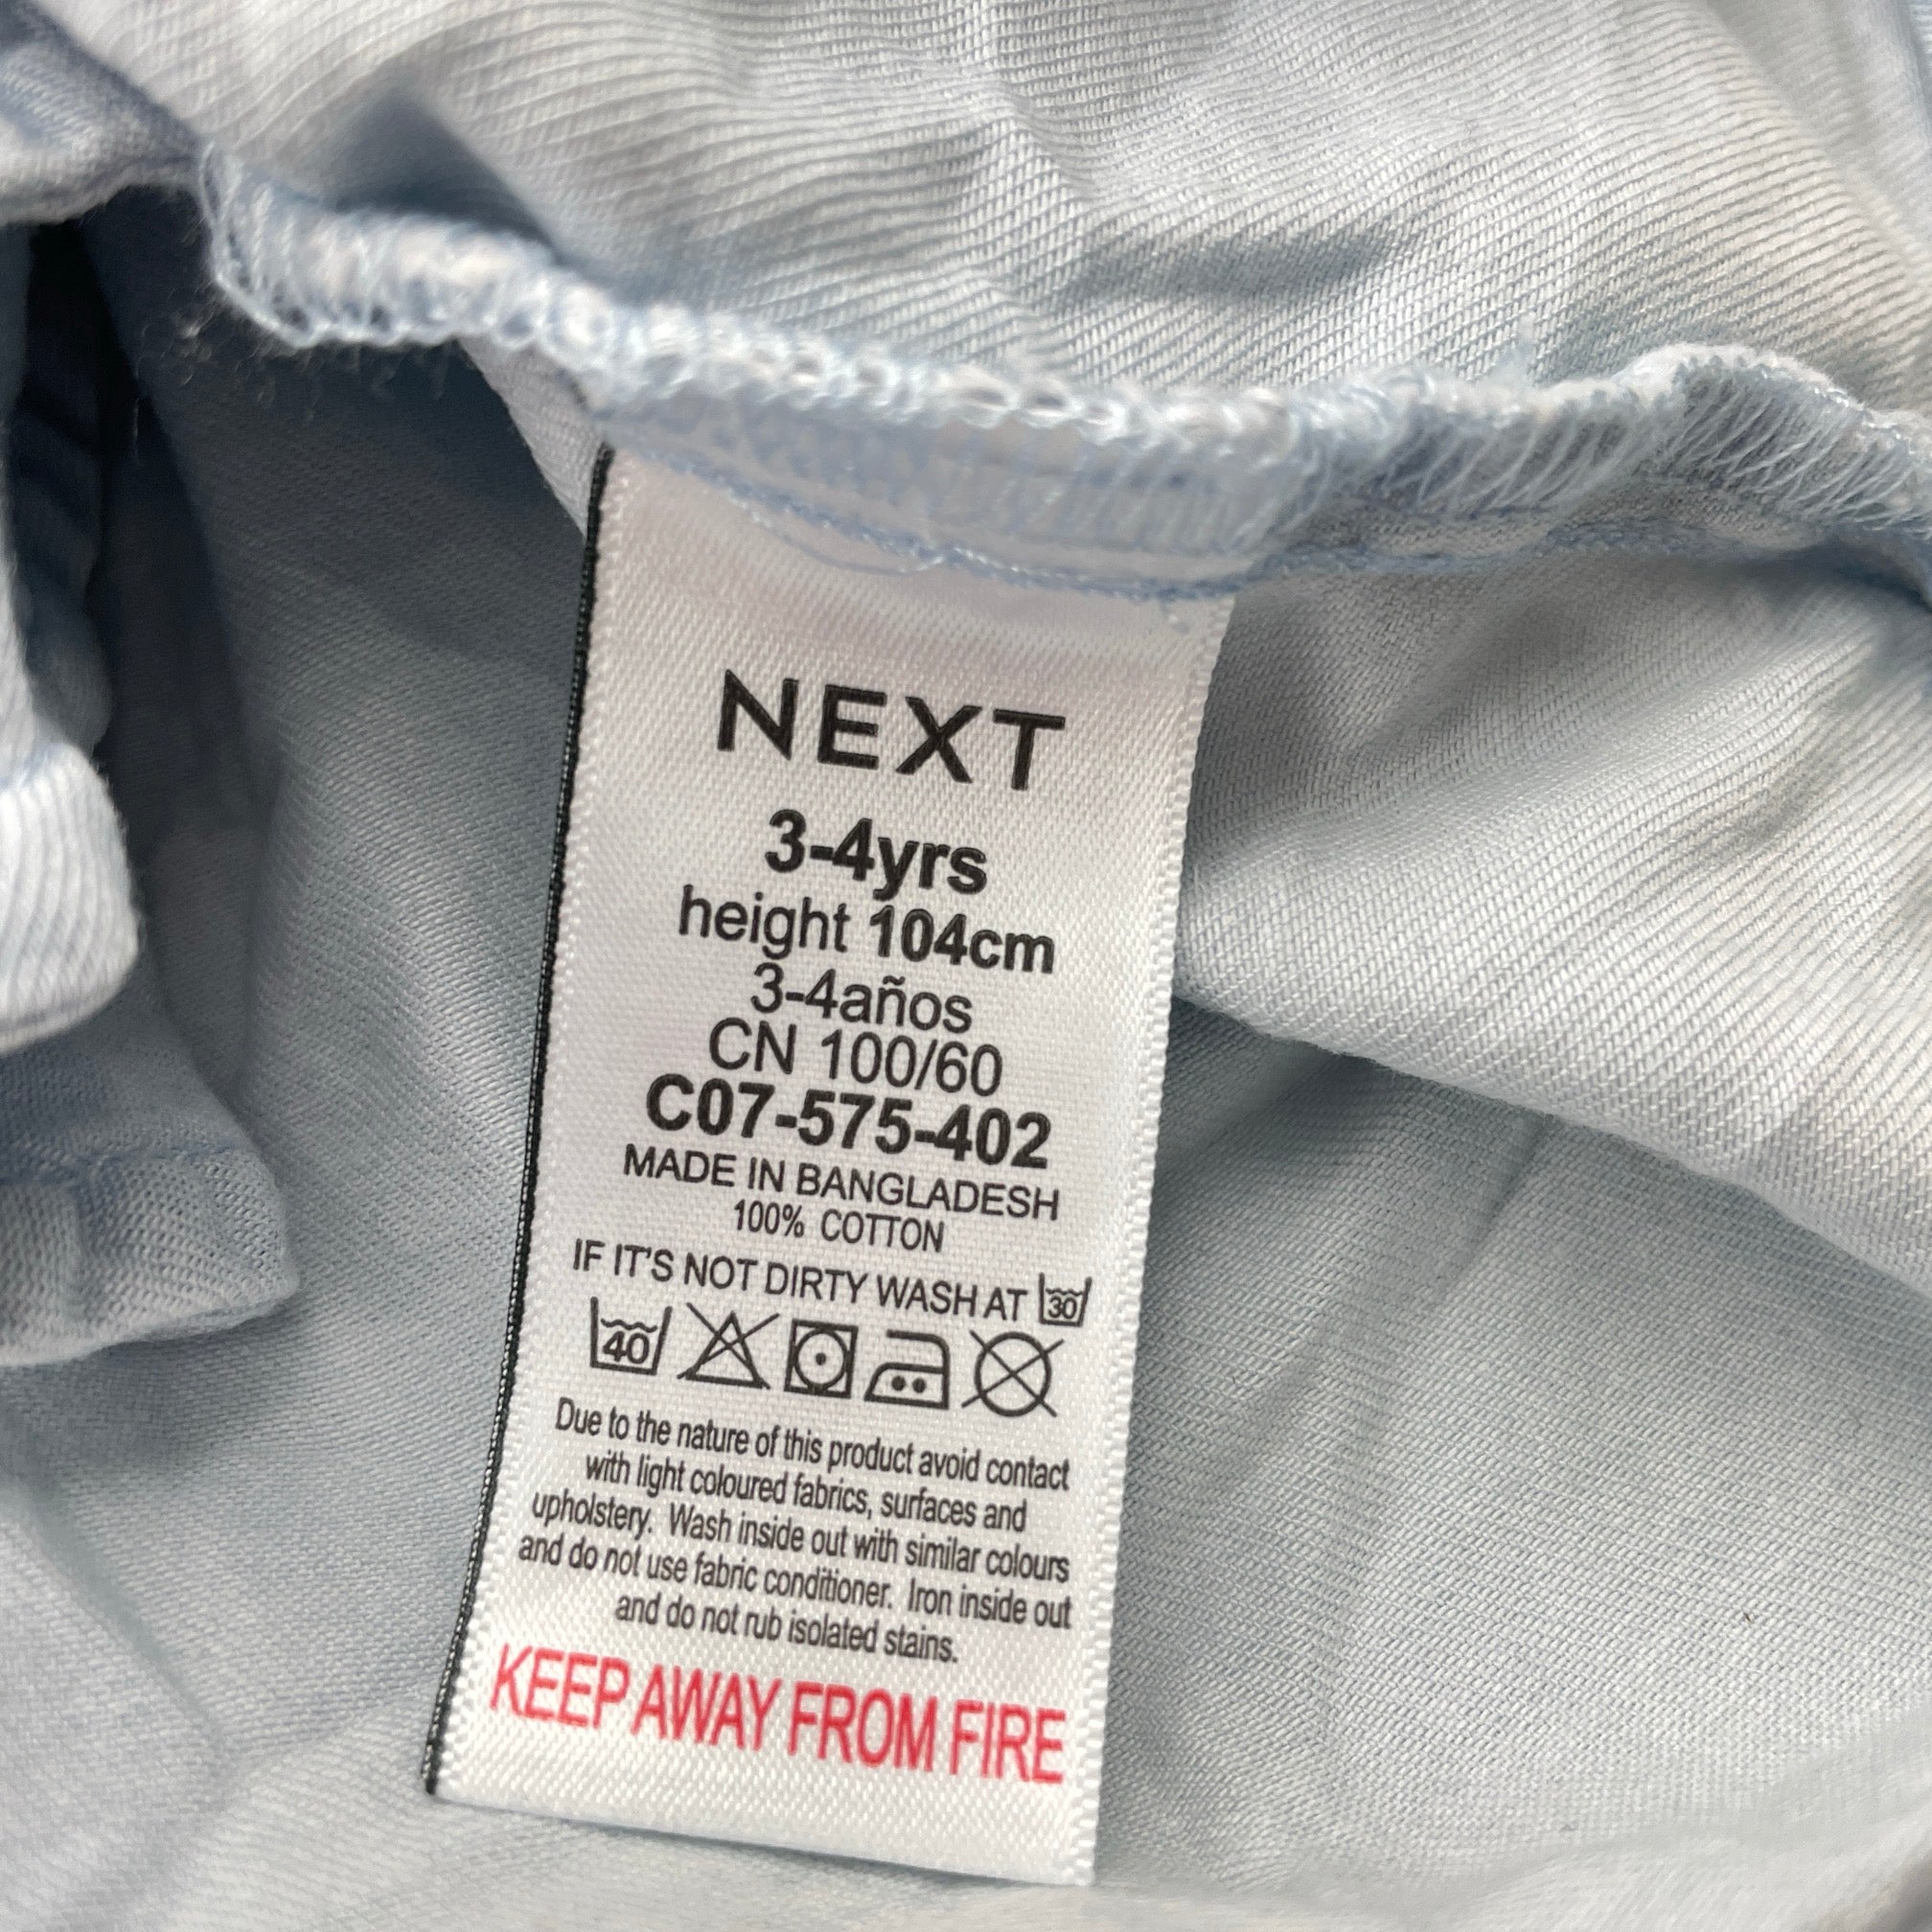 NEXT
3-4yrs
height 104cm
3-4años
CN 100/60
C07-575-402
MADE IN BANGLADESH
100% COTTON
IF IT'S NOT DIRTY WASH AT 30
40
Due to the nature of this product avoid contact
with light coloured fabrics, surfaces and
upholstery. Wash inside out with similar colours
and do not use fabric conditioner. Iron inside out
and do not rub isolated stains.
KEEP AWAY FROM FIRE